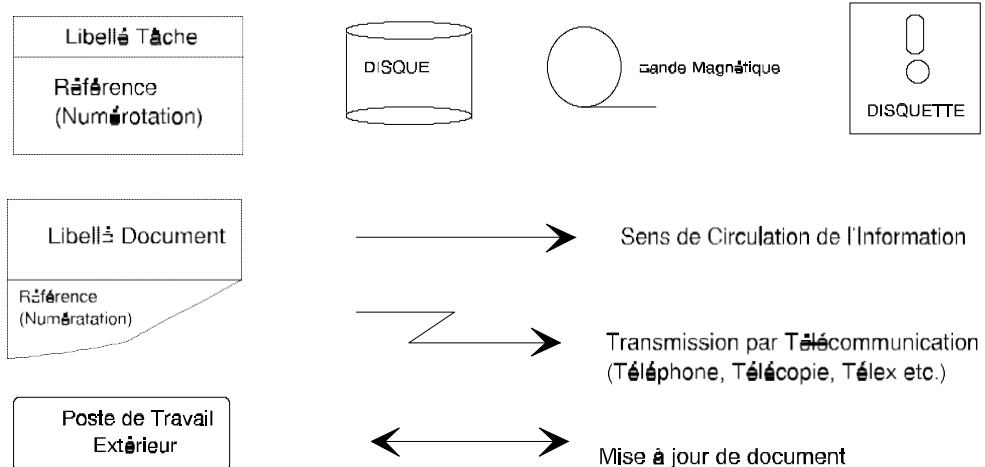 Libellé Tâche
Référence
(Numérotation)
DISQUE
Bande Magnétique
DISQUETTE
Libellé Document
Référence
(Numératation)
Sens de Circulation de l'Information
Transmission par Télécommunication
(Téléphone, Télécopie, Télex etc.)
Poste de Travail
Extérieur
Mise à jour de document